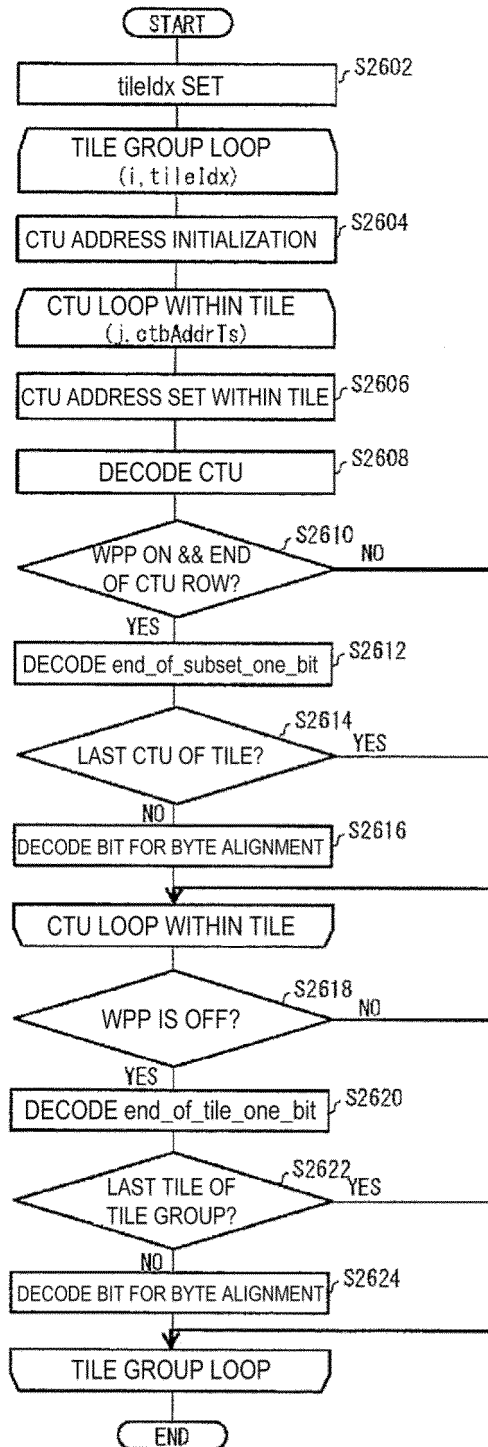 START
tileIdx SET
S2602
TILE GROUP LOOP
(i, tileIdx)
CTU ADDRESS INITIALIZATION
S2604
CTU LOOP WITHIN TILE
(j, ctbAddrTs)
CTU ADDRESS SET WITHIN TILE
S2606
DECODE CTU
S2608
WPP ON && END
OF CTU ROW?
S2610
NO
YES
DECODE end_of_subset_one_bit
S2612
LAST CTU OF TILE?
S2614
YES
NO
DECODE BIT FOR BYTE ALIGNMENT
S2616
CTU LOOP WITHIN TILE
WPP IS OFF?
S2618
NO
YES
DECODE end_of_tile_one_bit
S2620
LAST TILE OF
TILE GROUP?
S2622
YES
NO
DECODE BIT FOR BYTE ALIGNMENT
S2624
TILE GROUP LOOP
END